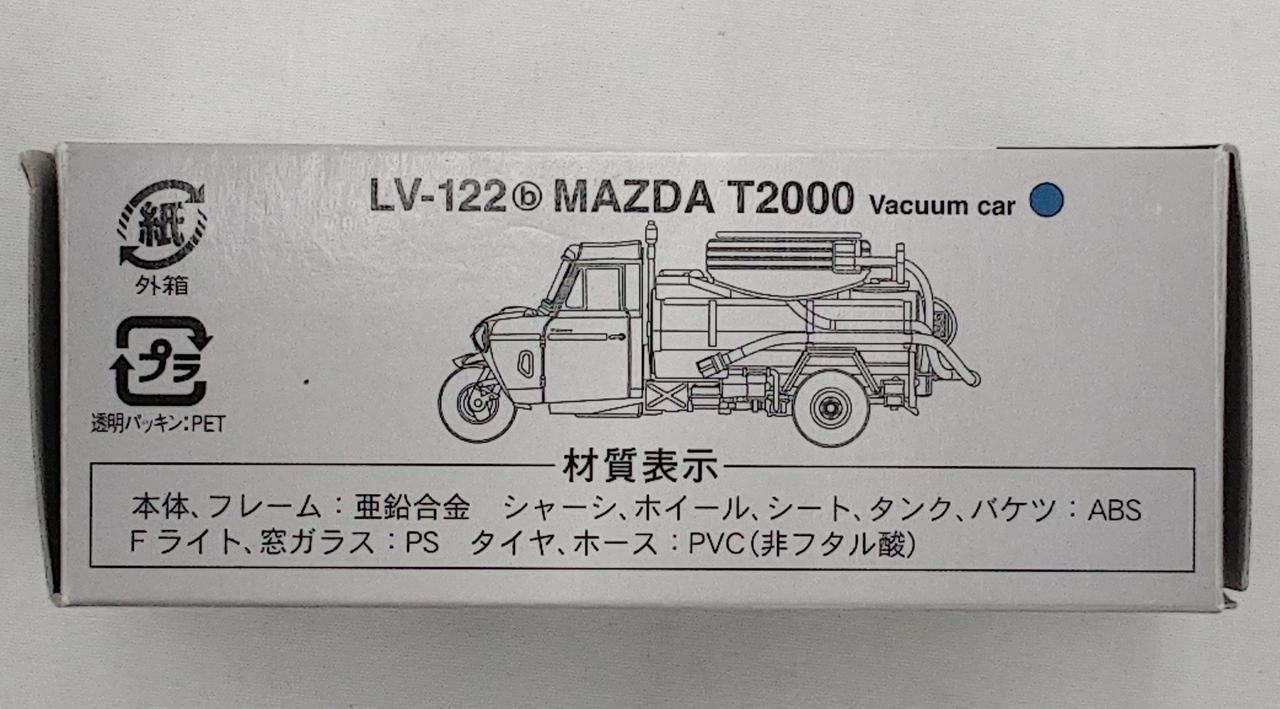 LV-122ⓑ MAZDA T2000 Vacuum car
紙
外箱
プラ
透明パッキン:PET
材質表示
本体、フレーム:亜鉛合金 シャーシ、ホイール、シート、タンク、バケツ:ABS
Fライト、窓ガラス:PS タイヤ、ホース:PVC(非フタル酸)